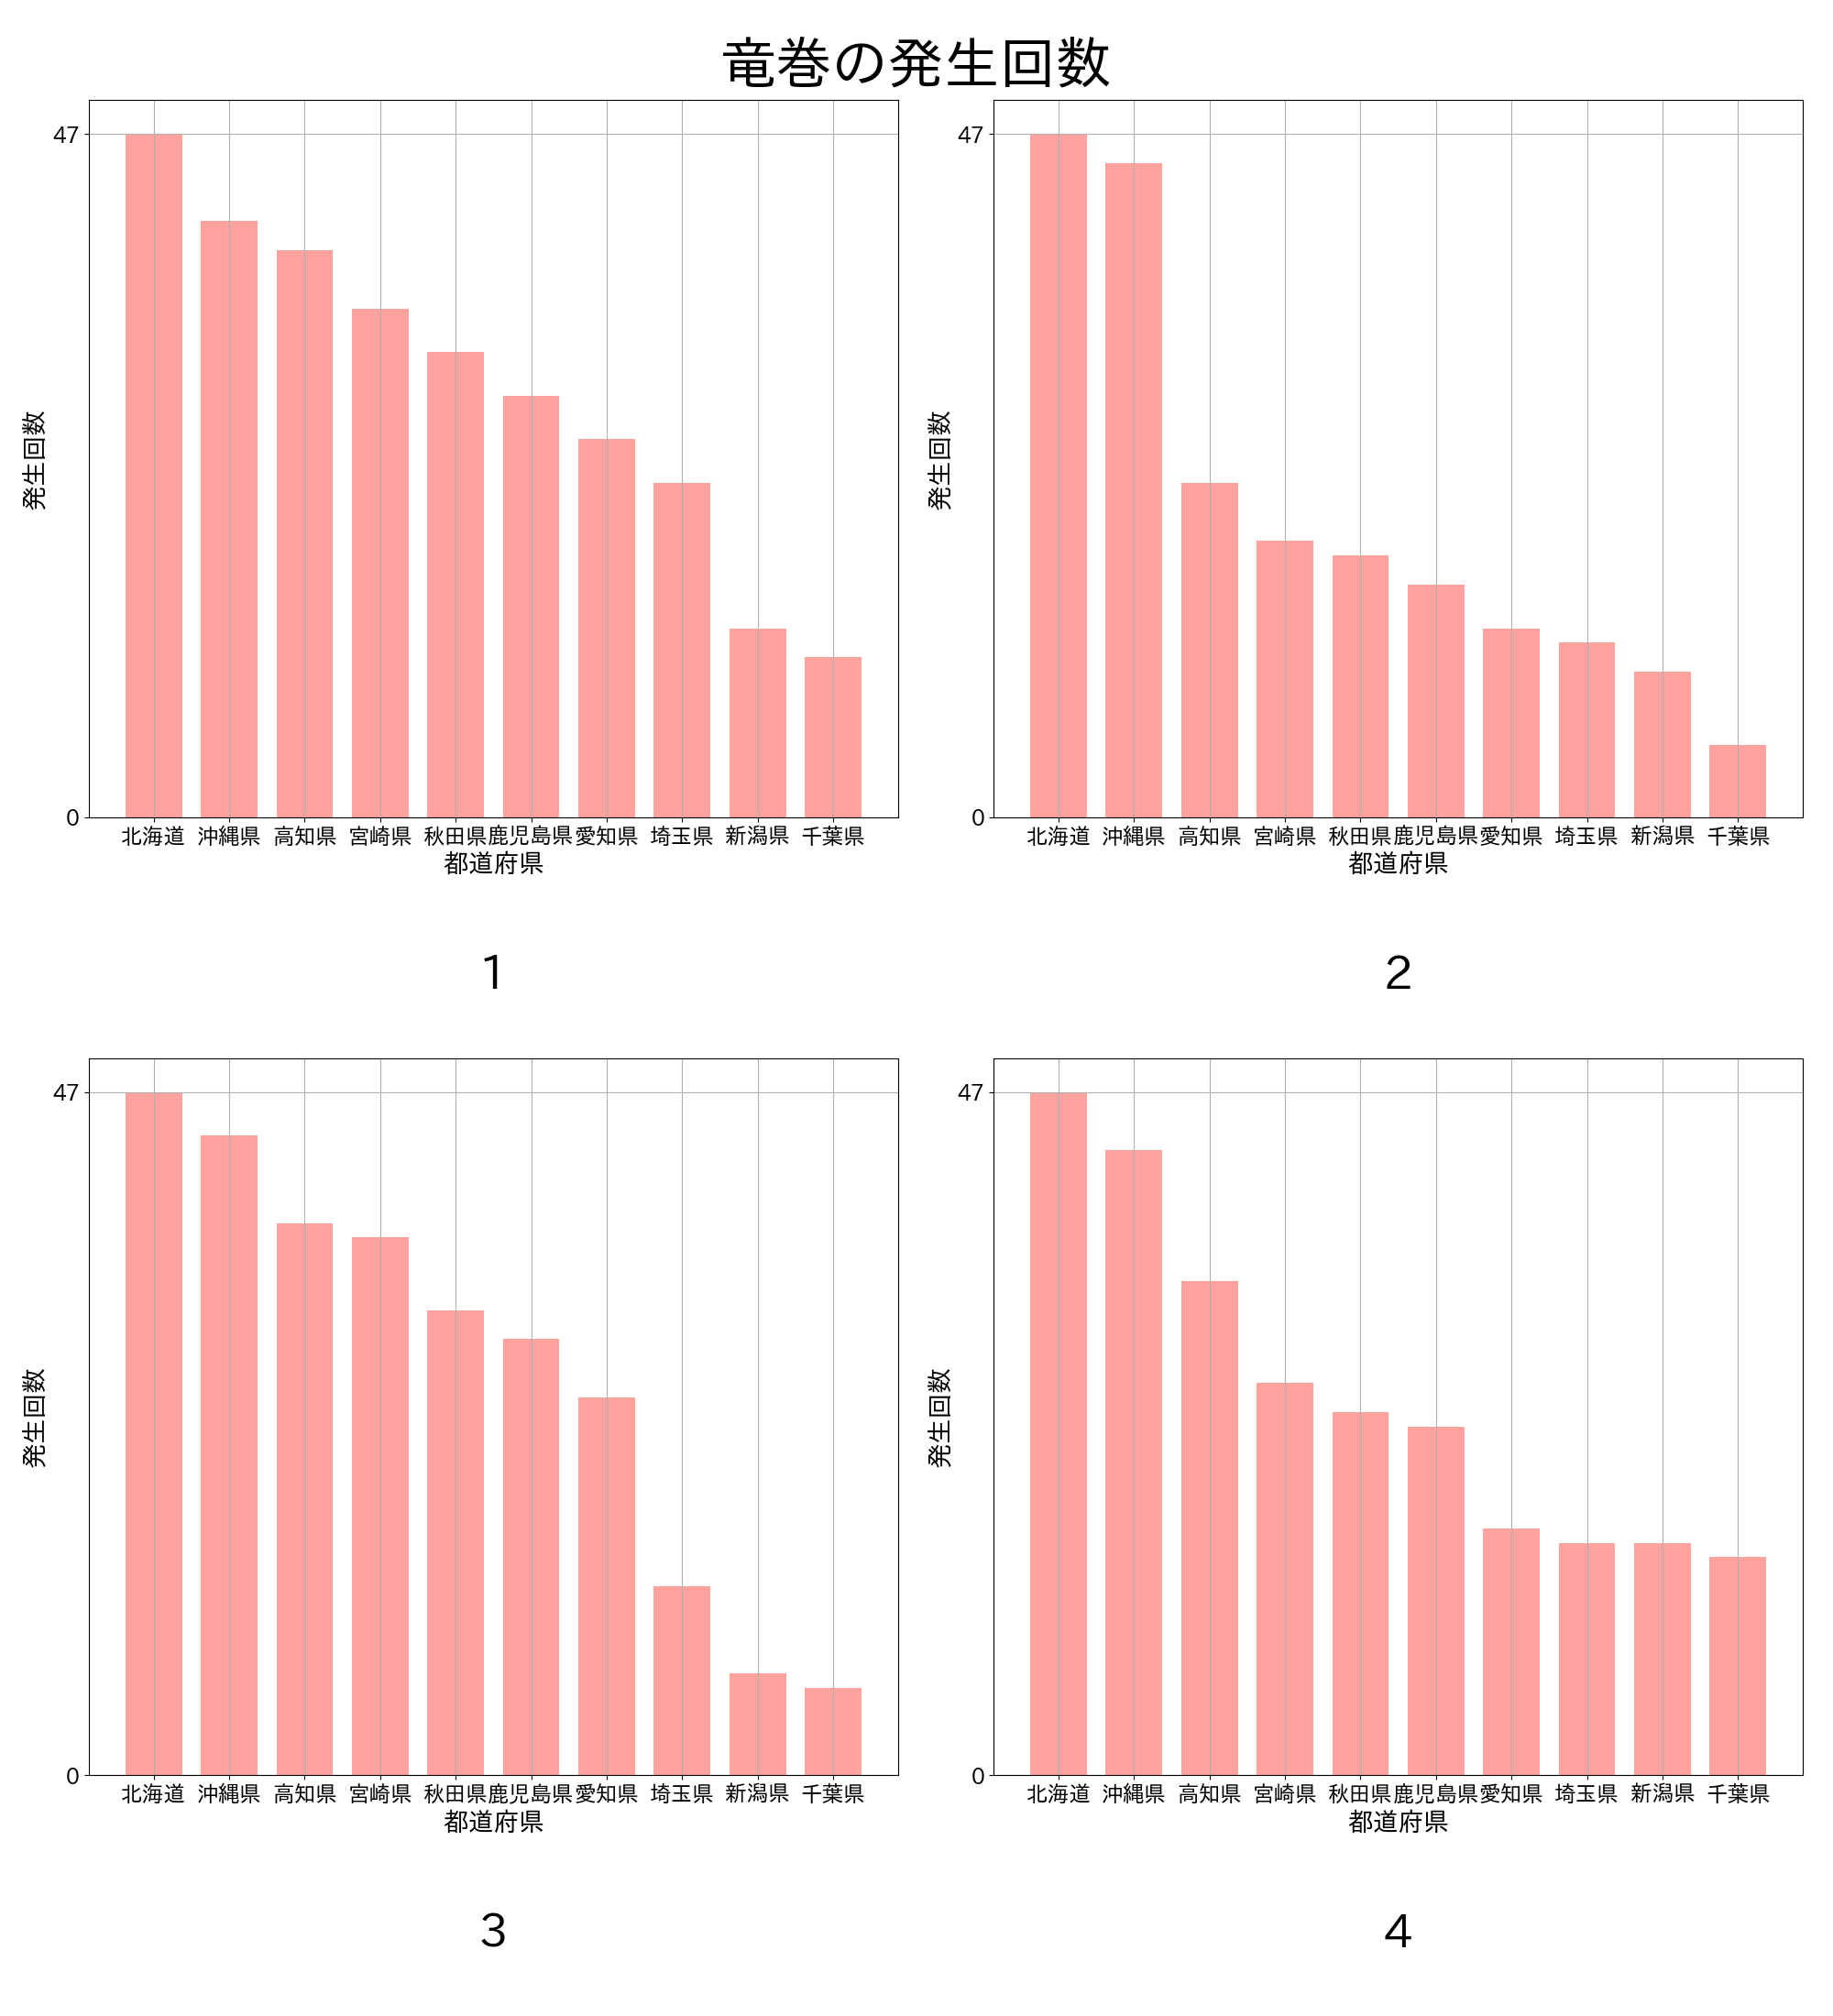 竜巻の発生回数
47
0
発生回数
北海道 沖縄県 高知県 宮崎県 秋田県 鹿児島県 愛知県 埼玉県 新潟県 千葉県
都道府県
1
47
0
発生回数
北海道 沖縄県 高知県 宮崎県 秋田県 鹿児島県 愛知県 埼玉県 新潟県 千葉県
都道府県
2
47
0
発生回数
北海道 沖縄県 高知県 宮崎県 秋田県 鹿児島県 愛知県 埼玉県 新潟県 千葉県
都道府県
3
47
0
発生回数
北海道 沖縄県 高知県 宮崎県 秋田県 鹿児島県 愛知県 埼玉県 新潟県 千葉県
都道府県
4